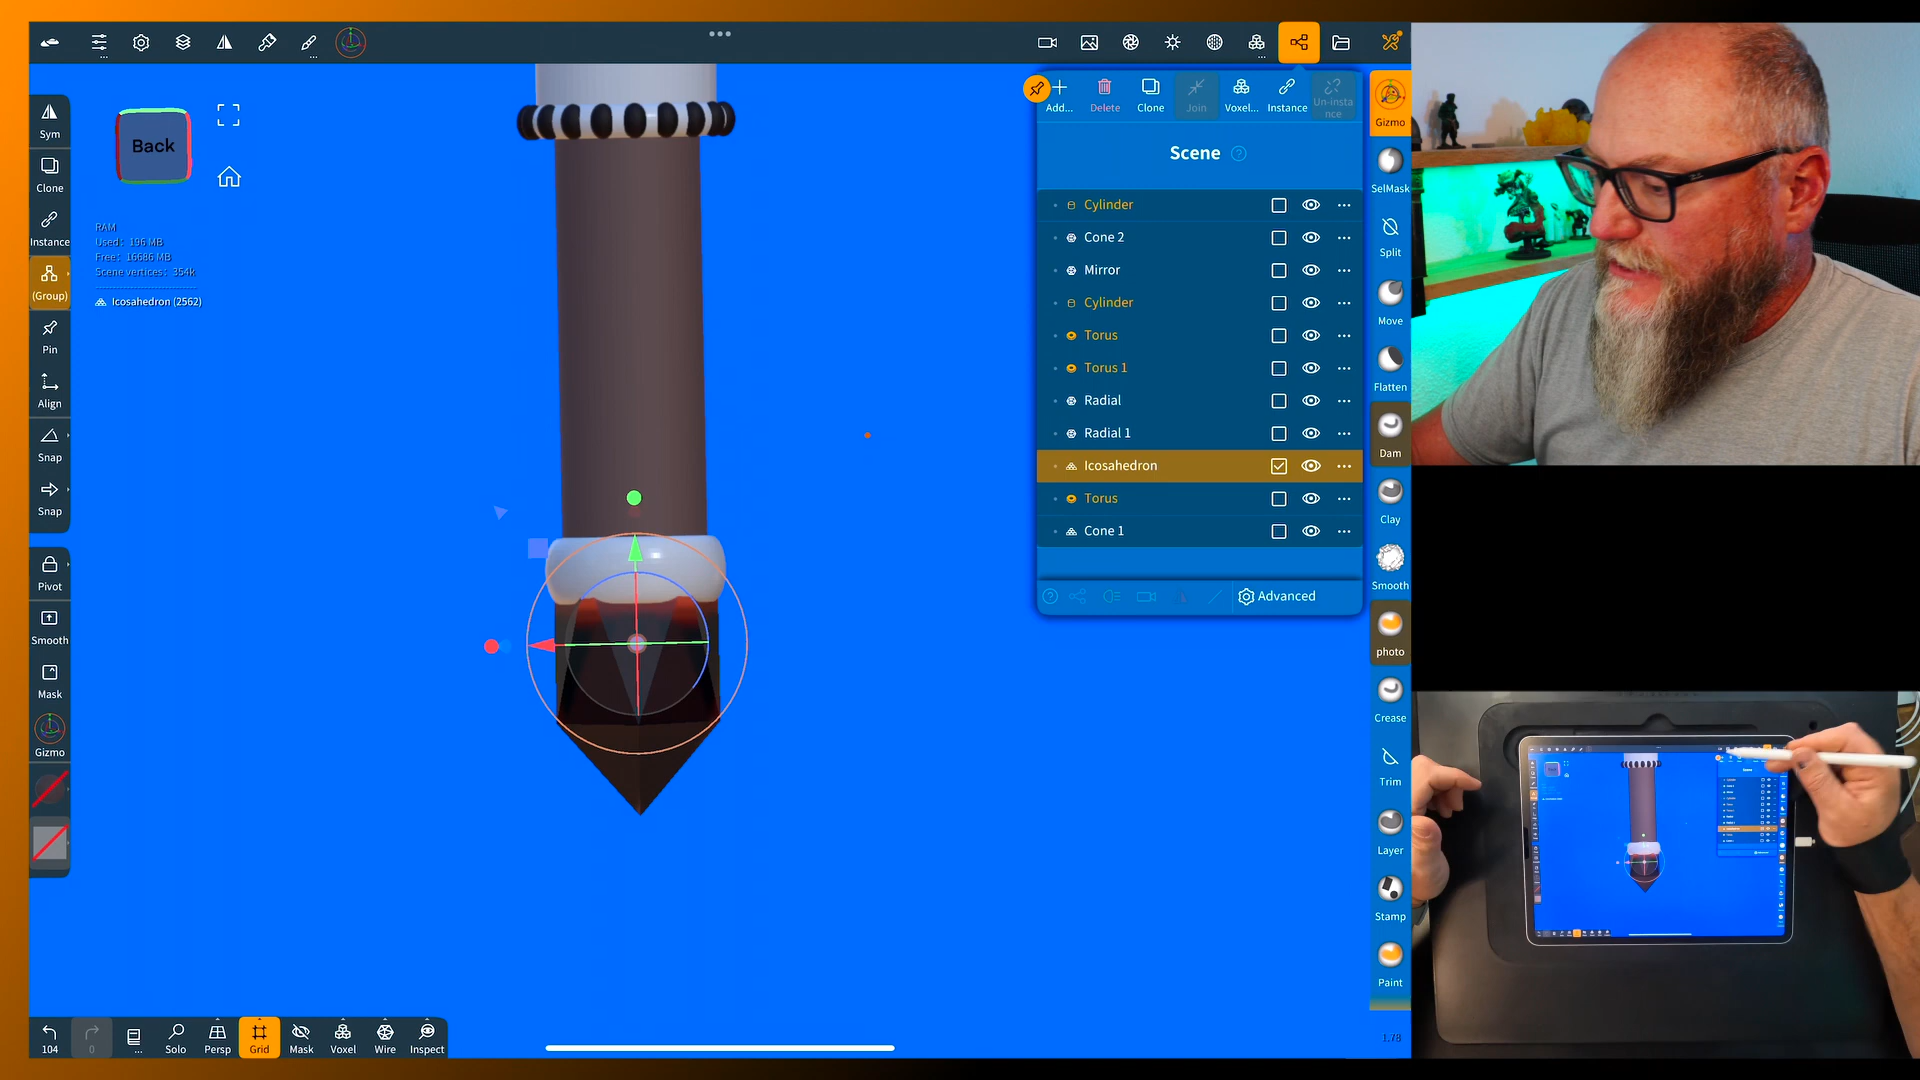 Sym
Clone
Instance
(Group)
Pin
Align
Snap
Snap
Pivot
Smooth
Mask
Gizmo
Back
RAM
Used: 196 MB
Free: 16686 MB
Scene vertices: 354k
Icosahedron (2562)
Add...
Delete
Clone
Join
Voxel...
Instance
Un-insta
nce
Scene
Cylinder
Cone 2
Mirror
Cylinder
Torus
Torus 1
Radial
Radial 1
Icosahedron
Torus
Cone 1
Advanced
Gizmo
SelMask
Split
Move
Flatten
Dam
Clay
Smooth
photo
Crease
Trim
Layer
Stamp
Paint
1.78
104
0
Solo
Persp
Grid
Mask
Voxel
Wire
Inspect